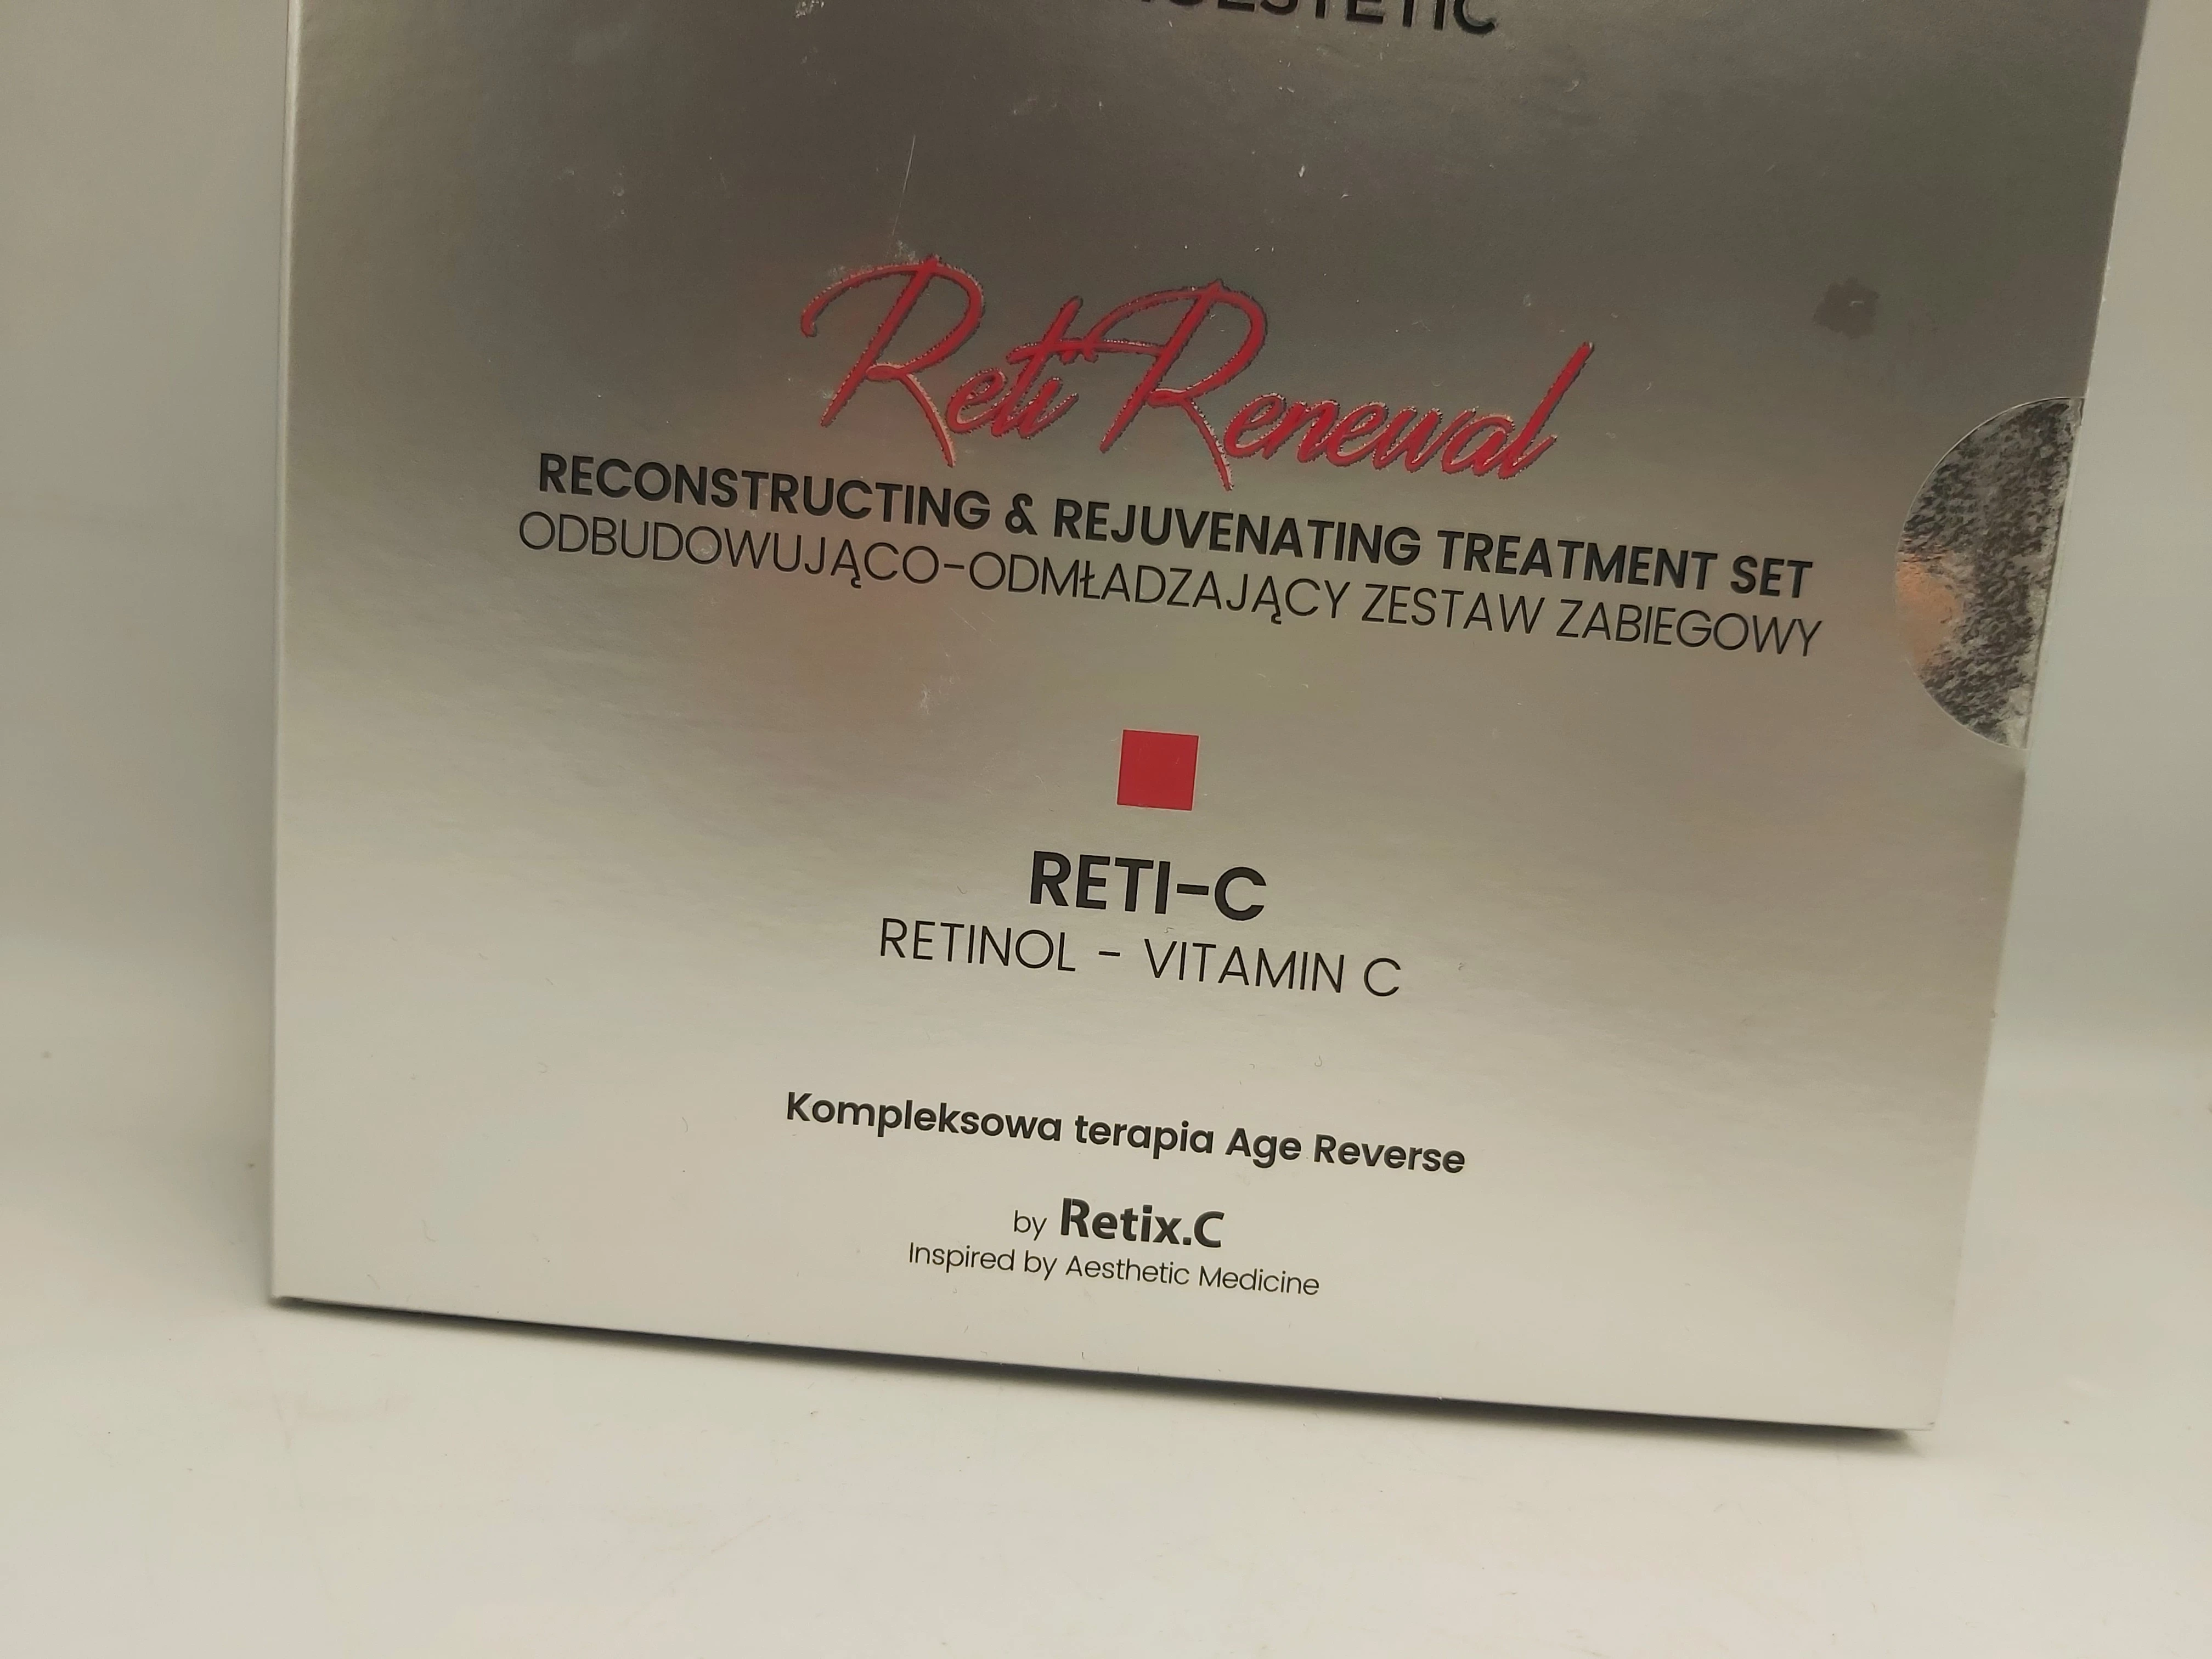 Reti Renewal
RECONSTRUCTING & REJUVENATING TREATMENT SET
ODBUDOWUJĄCO-ODMŁADZAJĄCY ZESTAW ZABIEGOWY
RETI-C
RETINOL - VITAMIN C
Kompleksowa terapia Age Reverse
by Retix.C
Inspired by Aesthetic Medicine